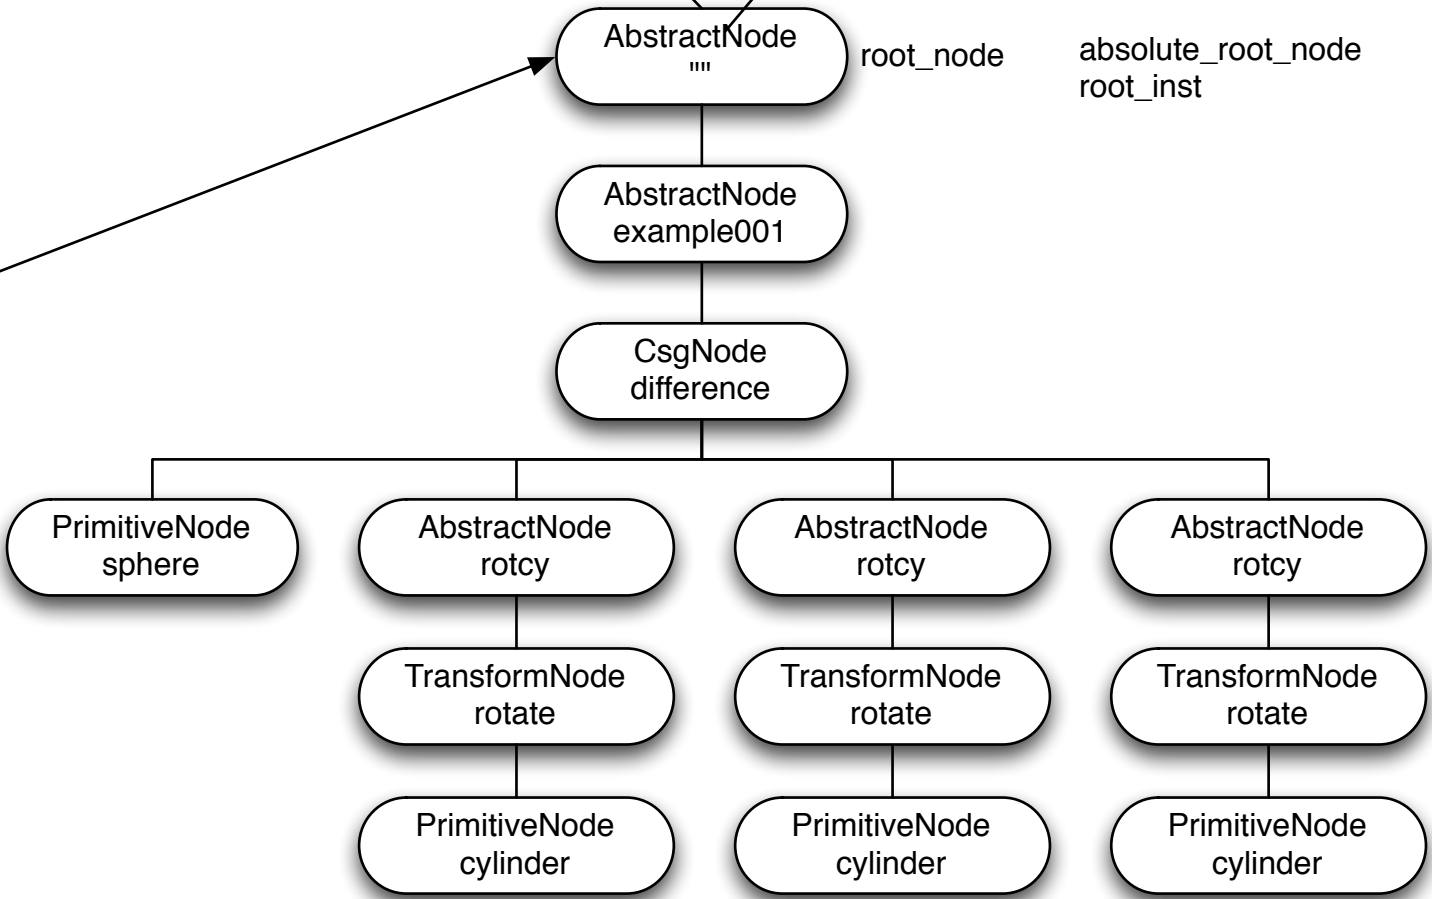 AbstractNode
""
root_node
absolute_root_node
root_inst
AbstractNode
example001
CsgNode
difference
PrimitiveNode
sphere
AbstractNode
rotcy
AbstractNode
rotcy
AbstractNode
rotcy
TransformNode
rotate
TransformNode
rotate
TransformNode
rotate
PrimitiveNode
cylinder
PrimitiveNode
cylinder
PrimitiveNode
cylinder